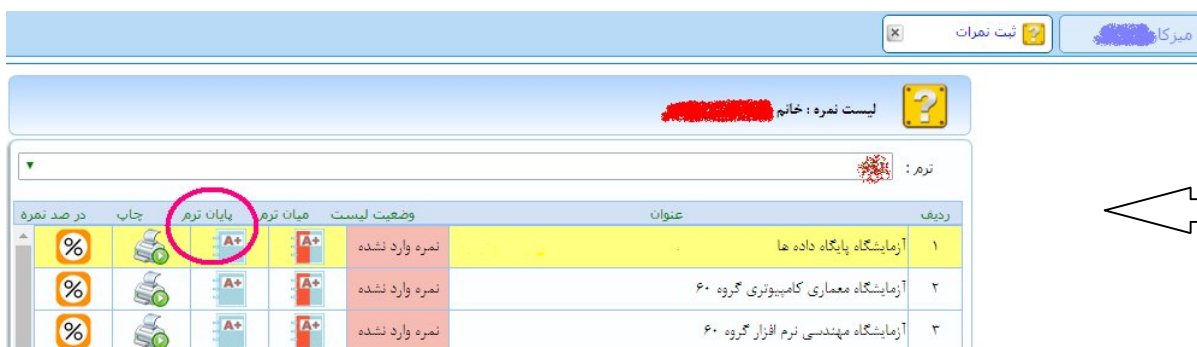 میزکار
ثبت نمرات
لیست نمره : خانم
ترم :
ردیف عنوان وضعیت لیست میان ترم پایان ترم چاپ در صد نمره
۱ آزمایشگاه پایگاه داده ها نمره وارد نشده A+ A+ %
۲ آزمایشگاه معماری کامپیوتری گروه ۶۰ نمره وارد نشده A+ A+ %
۳ آزمایشگاه مهندسی نرم افزار گروه ۶۰ نمره وارد نشده A+ A+ %